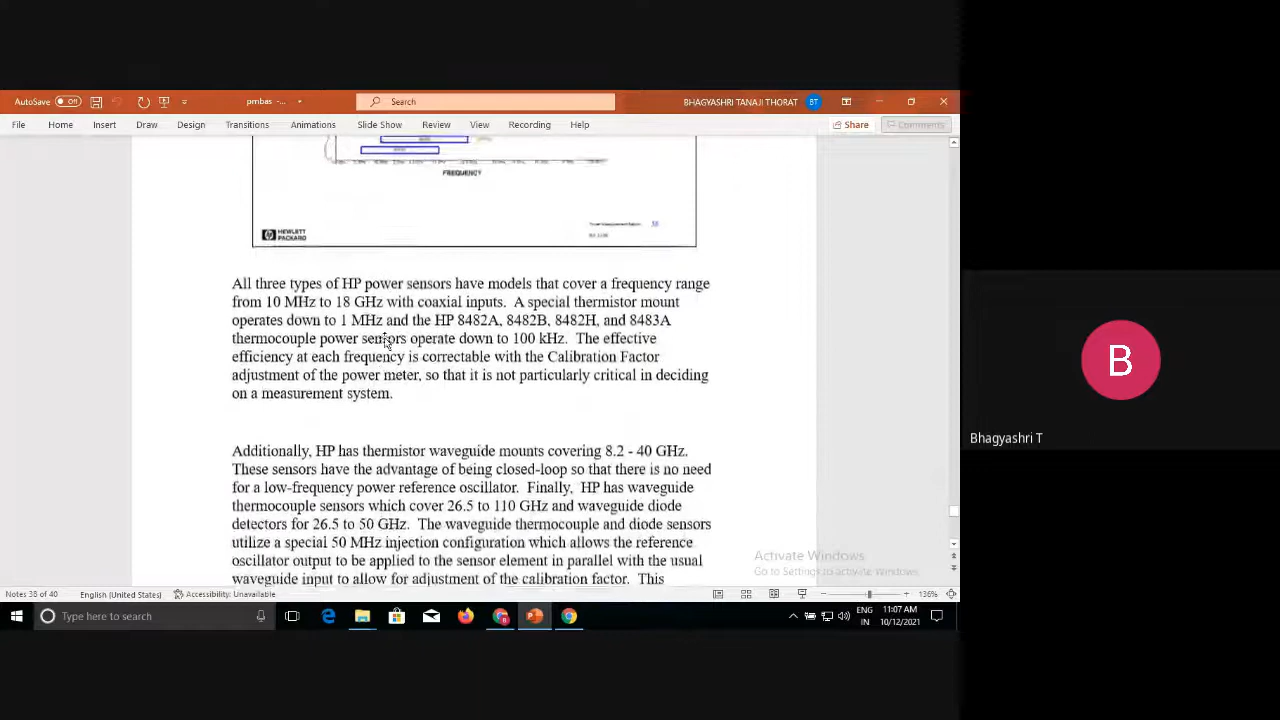 AutoSave Off
pmbas -...
Search
BHAGYASHRI TANAJI THORAT BT
File Home Insert Draw Design Transitions Animations Slide Show Review View Recording Help
Share Comments
FREQUENCY
HEWLETT
PACKARD
All three types of HP power sensors have models that cover a frequency range
from 10 MHz to 18 GHz with coaxial inputs. A special thermistor mount
operates down to 1 MHz and the HP 8482A, 8482B, 8482H, and 8483A
thermocouple power sensors operate down to 100 kHz. The effective
efficiency at each frequency is correctable with the Calibration Factor
adjustment of the power meter, so that it is not particularly critical in deciding
on a measurement system.
Additionally, HP has thermistor waveguide mounts covering 8.2 - 40 GHz.
These sensors have the advantage of being closed-loop so that there is no need
for a low-frequency power reference oscillator. Finally, HP has waveguide
thermocouple sensors which cover 26.5 to 110 GHz and waveguide diode
detectors for 26.5 to 50 GHz. The waveguide thermocouple and diode sensors
utilize a special 50 MHz injection configuration which allows the reference
oscillator output to be applied to the sensor element in parallel with the usual
waveguide input to allow for adjustment of the calibration factor. This
Activate Windows
Go to Settings to activate Windows.
Notes 38 of 40 English (United States) Accessibility: Unavailable 136%
Type here to search
ENG
IN
11:07 AM
10/12/2021
B
Bhagyashri T